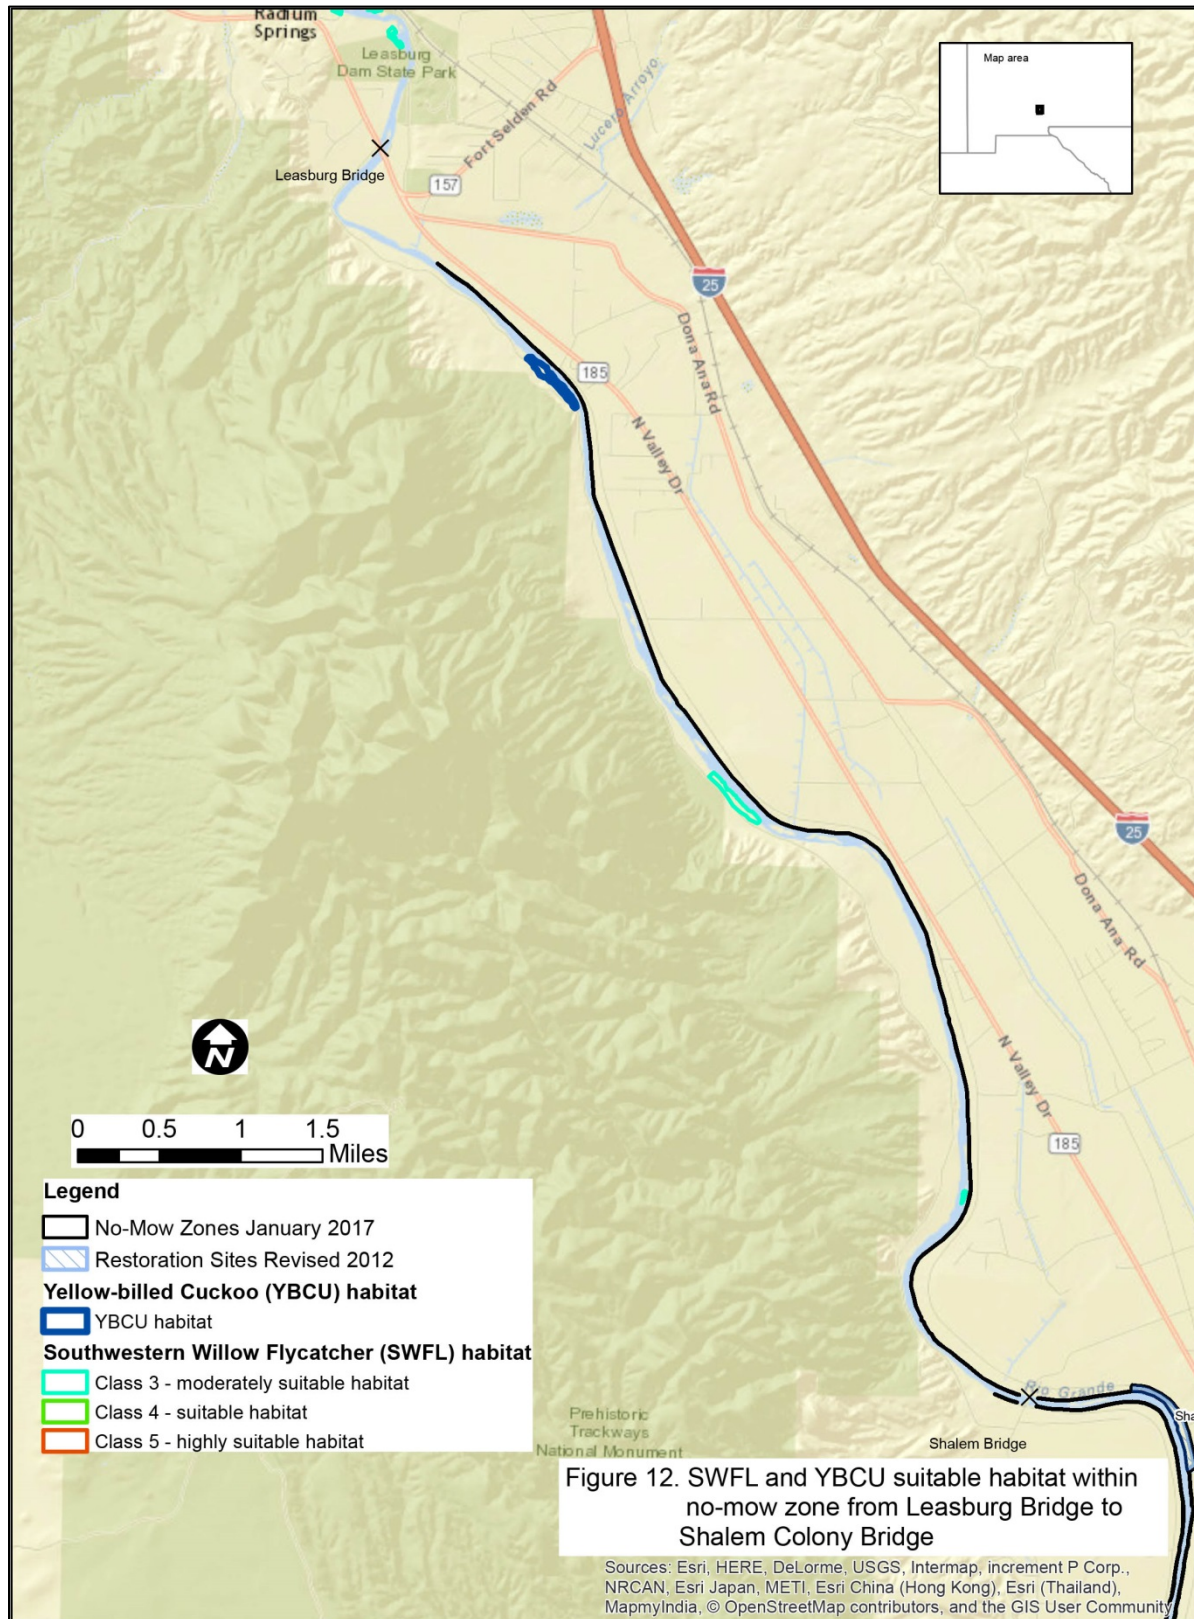 Radium
Springs
Leasburg
Dam State Park
Map area
Fort Selden Rd
Lucero Arroyo
Leasburg Bridge
157
25
Dona Ana Rd
185
N Valley Dr
25
Dona Ana Rd
N Valley Dr
185
N
0 0.5 1 1.5
Miles
Legend
No-Mow Zones January 2017
Restoration Sites Revised 2012
Yellow-billed Cuckoo (YBCU) habitat
YBCU habitat
Southwestern Willow Flycatcher (SWFL) habitat
Class 3 - moderately suitable habitat
Class 4 - suitable habitat
Class 5 - highly suitable habitat
Rio Grande
Sha
Prehistoric
Trackways
National Monument
Shalem Bridge
Figure 12. SWFL and YBCU suitable habitat within
no-mow zone from Leasburg Bridge to
Shalem Colony Bridge
Sources: Esri, HERE, DeLorme, USGS, Intermap, increment P Corp.,
NRCAN, Esri Japan, METI, Esri China (Hong Kong), Esri (Thailand),
MapmyIndia, © OpenStreetMap contributors, and the GIS User Community